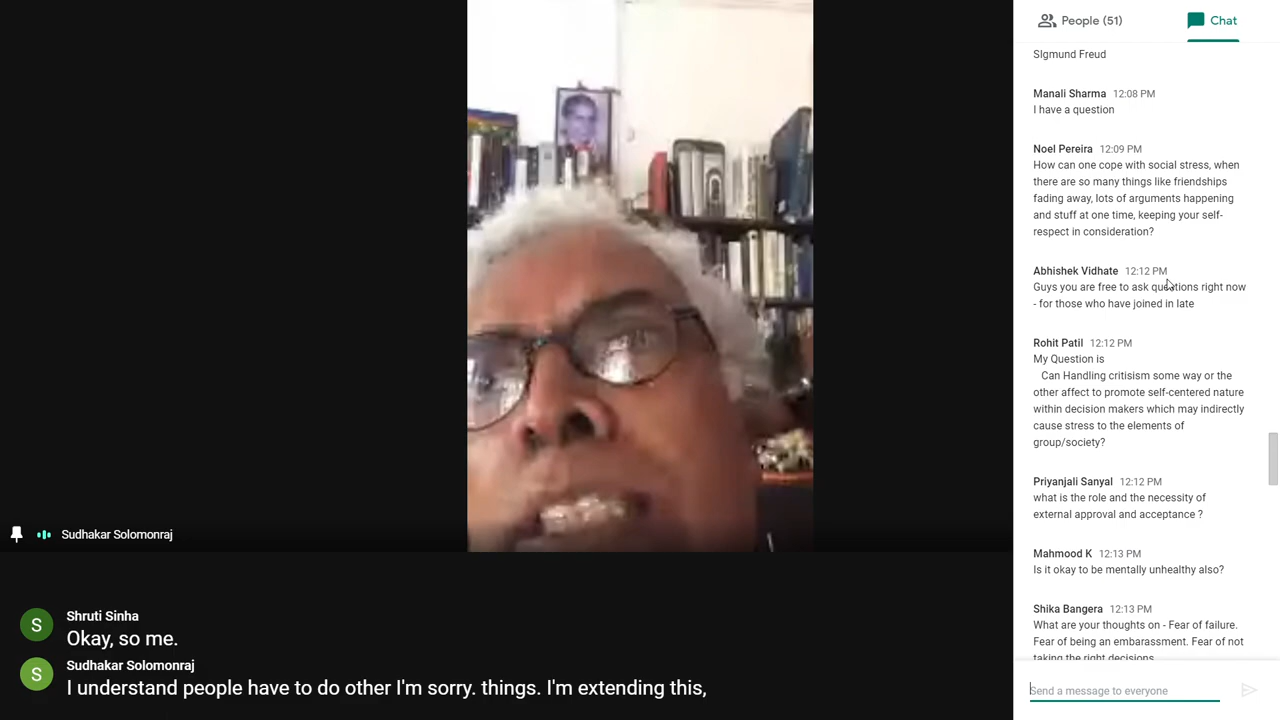 People (51)
Chat
SIgmund Freud
Manali Sharma 12:08 PM
I have a question
Noel Pereira 12:09 PM
How can one cope with social stress, when
there are so many things like friendships
fading away, lots of arguments happening
and stuff at one time, keeping your self-
respect in consideration?
Abhishek Vidhate 12:12 PM
Guys you are free to ask questions right now
- for those who have joined in late
Rohit Patil 12:12 PM
My Question is
Can Handling critisism some way or the
other affect to promote self-centered nature
within decision makers which may indirectly
cause stress to the elements of
group/society?
Priyanjali Sanyal 12:12 PM
what is the role and the necessity of
external approval and acceptance ?
Mahmood K 12:13 PM
Is it okay to be mentally unhealthy also?
Shika Bangera 12:13 PM
What are your thoughts on - Fear of failure.
Fear of being an embarassment. Fear of not
taking the right decisions
Send a message to everyone
Sudhakar Solomonraj
S
Shruti Sinha
Okay, so me.
S
Sudhakar Solomonraj
I understand people have to do other I'm sorry. things. I'm extending this,